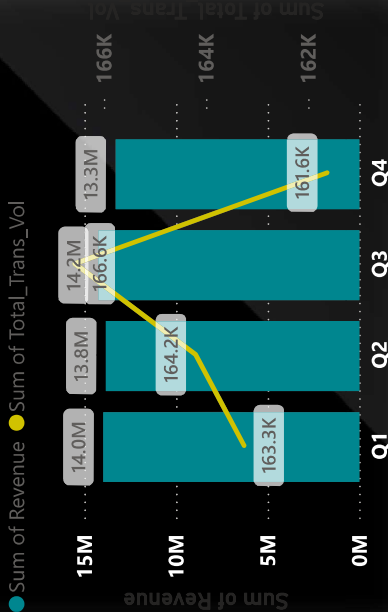 Sum of Revenue Sum of Total_Trans_Vol
Sum of Revenue
15M
10M
5M
0M
14.0M
13.8M
14.2M
13.3M
163.3K
164.2K
166.6K
161.6K
Q1
Q2
Q3
Q4
166K
164K
162K
Sum of Total_Trans_Vol